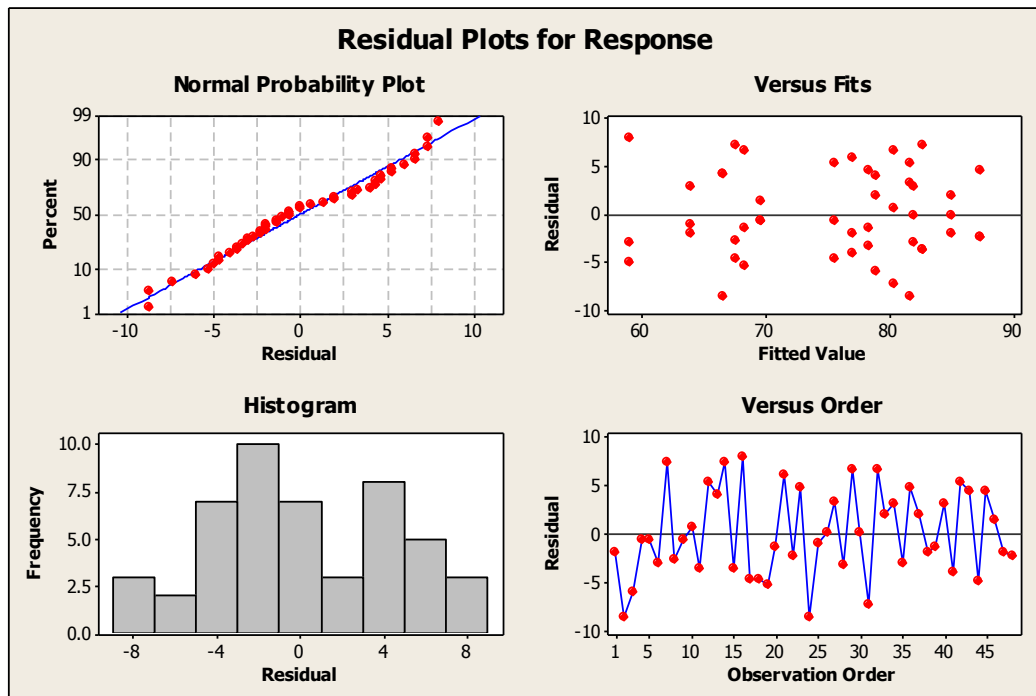 Residual Plots for Response
Normal Probability Plot
99
90
50
10
1
Percent
-10 -5 0 5 10
Residual
Versus Fits
10
5
0
-5
-10
Residual
60 70 80 90
Fitted Value
Histogram
10.0
7.5
5.0
2.5
0.0
Frequency
-8 -4 0 4 8
Residual
Versus Order
10
5
0
-5
-10
Residual
1 5 10 15 20 25 30 35 40 45
Observation Order